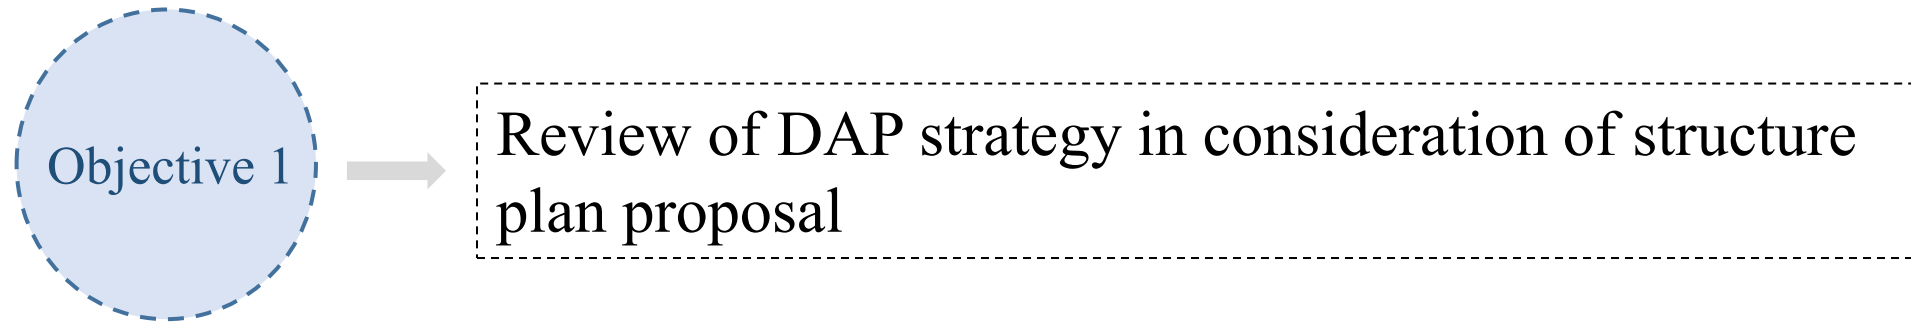 Objective 1
Review of DAP strategy in consideration of structure
plan proposal